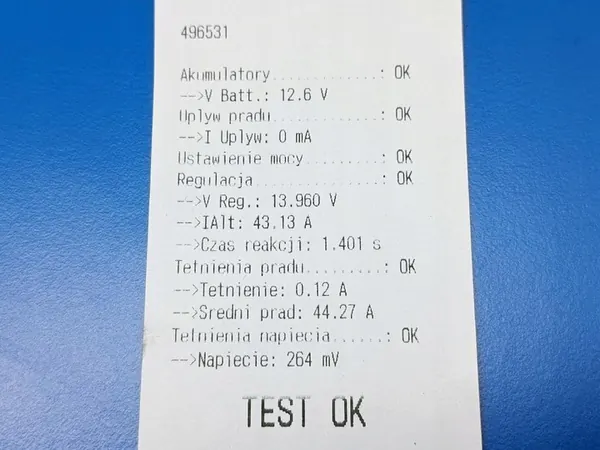 496531
Akumulatory.............: OK
-->V Batt.: 12.6 V
Uplyw pradu.............: OK
-->I Uplyw: 0 mA
Ustawienie mocy.........: OK
Regulacja...............: OK
-->V Reg.: 13.960 V
-->IAlt: 43.13 A
-->Czas reakcji: 1.401 s
Tetnienia pradu.........: OK
-->Tetnienie: 0.12 A
-->Sredni prad: 44.27 A
Tetnienia napiecia......: OK
-->Napiecie: 264 mV
TEST OK